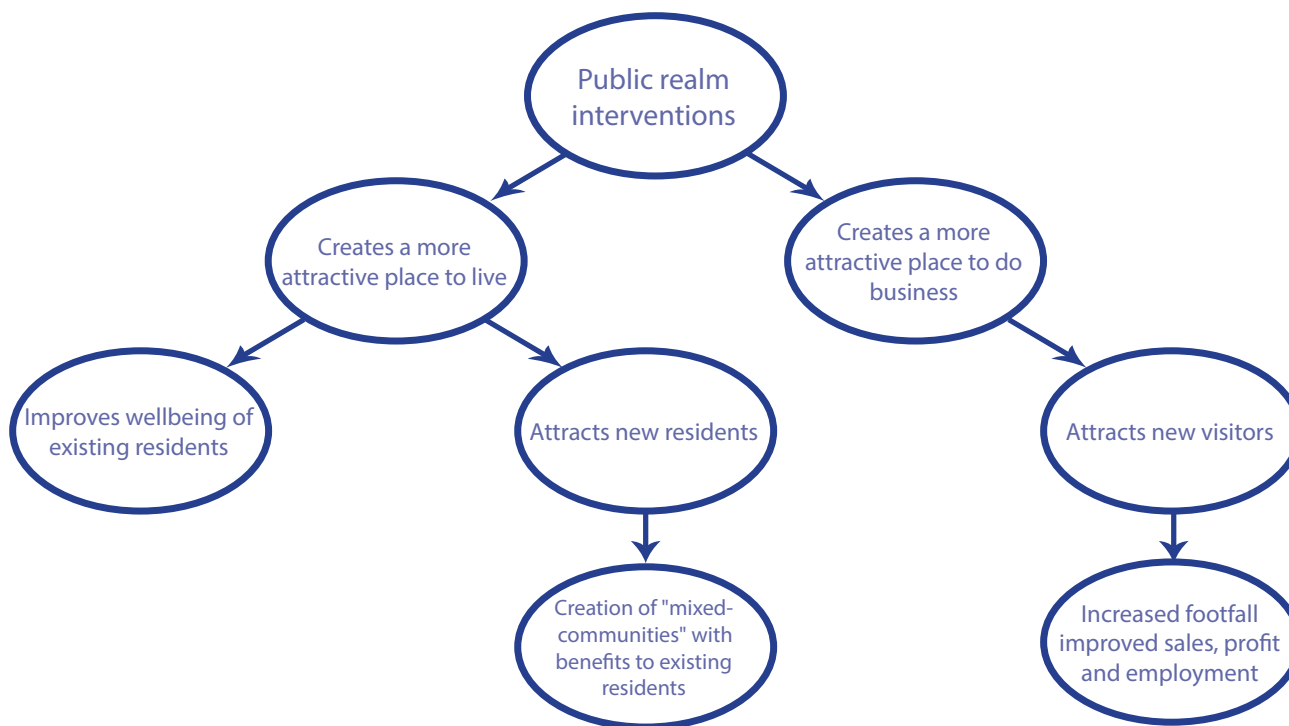 Public realm
interventions
Creates a more
attractive place to live
Creates a more
attractive place to do
business
Improves wellbeing of
existing residents
Attracts new residents
Attracts new visitors
Creation of "mixed-
communities" with
benefits to existing
residents
Increased footfall
improved sales, profit
and employment